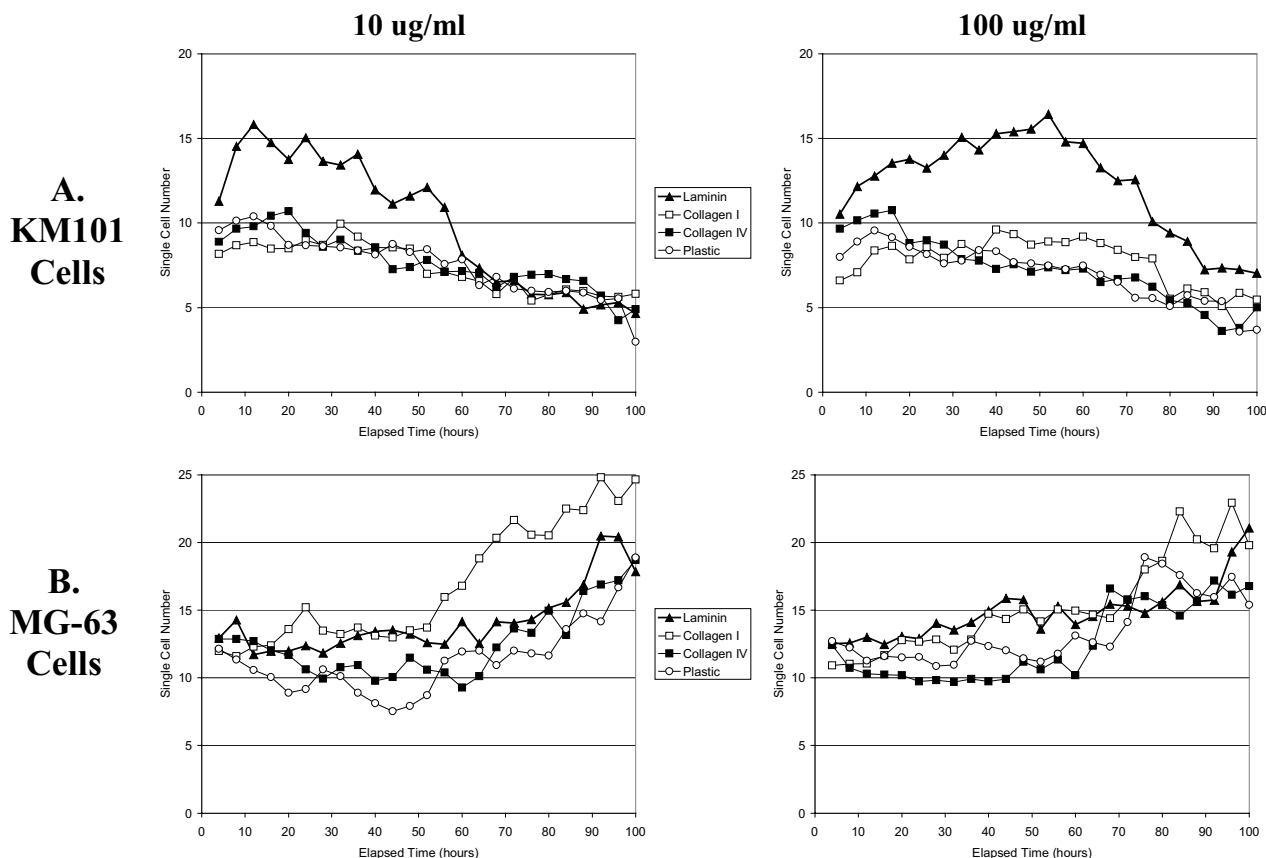 10 ug/ml
100 ug/ml
A.
KM101
Cells
20
15
10
5
0
Single Cell Number
0 10 20 30 40 50 60 70 80 90 100
Elapsed Time (hours)
Laminin
Collagen I
Collagen IV
Plastic
20
15
10
5
0
Single Cell Number
0 10 20 30 40 50 60 70 80 90 100
Elapsed Time (hours)
B.
MG-63
Cells
25
20
15
10
5
0
Single Cell Number
0 10 20 30 40 50 60 70 80 90 100
Elapsed Time (hours)
Laminin
Collagen I
Collagen IV
Plastic
25
20
15
10
5
0
Single Cell Number
0 10 20 30 40 50 60 70 80 90 100
Elapsed Time (hours)